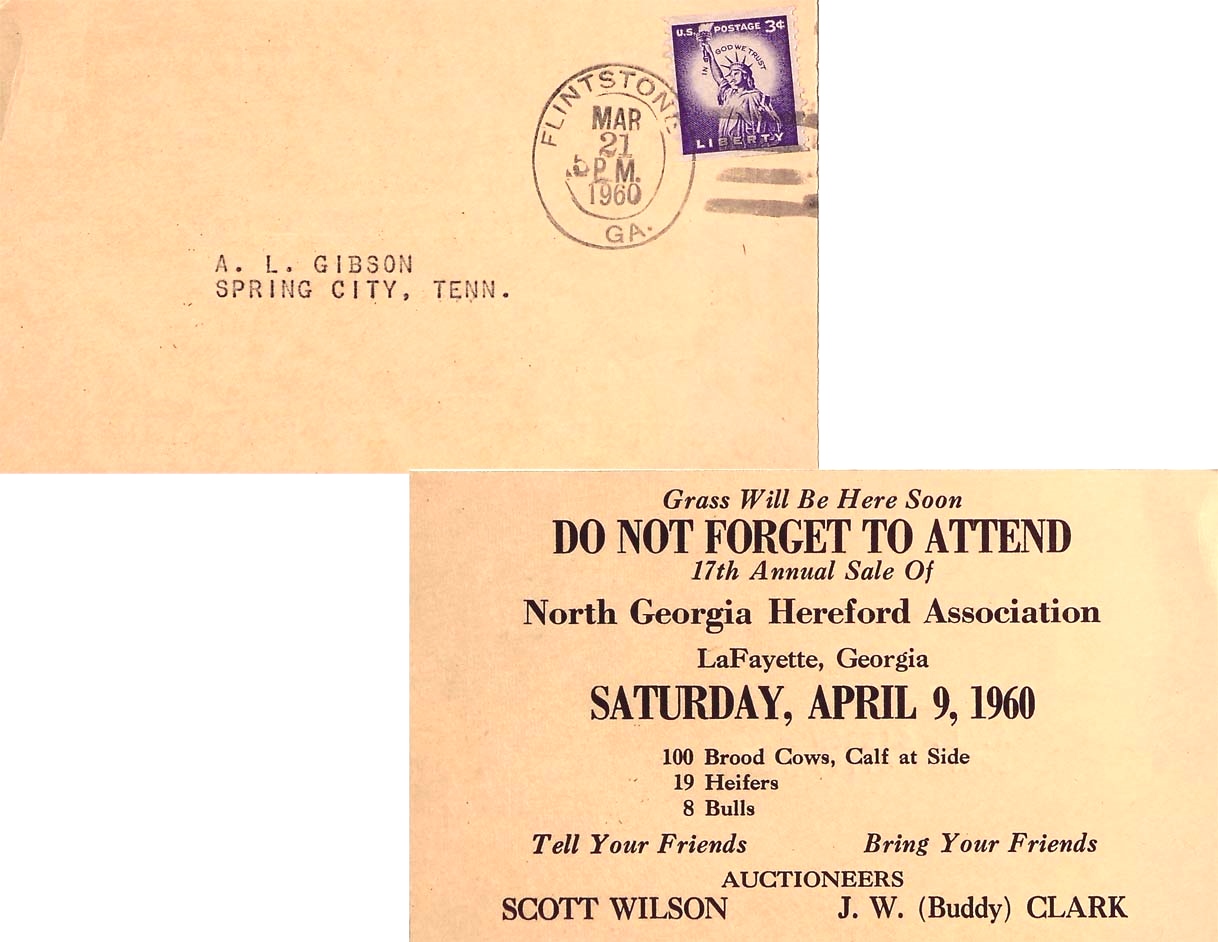 U.S. POSTAGE 3¢
IN GOD WE TRUST
LIBERTY
FLINTSTONE
MAR
21
P.M.
1960
GA.
A. L. GIBSON
SPRING CITY, TENN.
Grass Will Be Here Soon
DO NOT FORGET TO ATTEND
17th Annual Sale Of
North Georgia Hereford Association
LaFayette, Georgia
SATURDAY, APRIL 9, 1960
100 Brood Cows, Calf at Side
19 Heifers
8 Bulls
Tell Your Friends Bring Your Friends
AUCTIONEERS
SCOTT WILSON J. W. (Buddy) CLARK